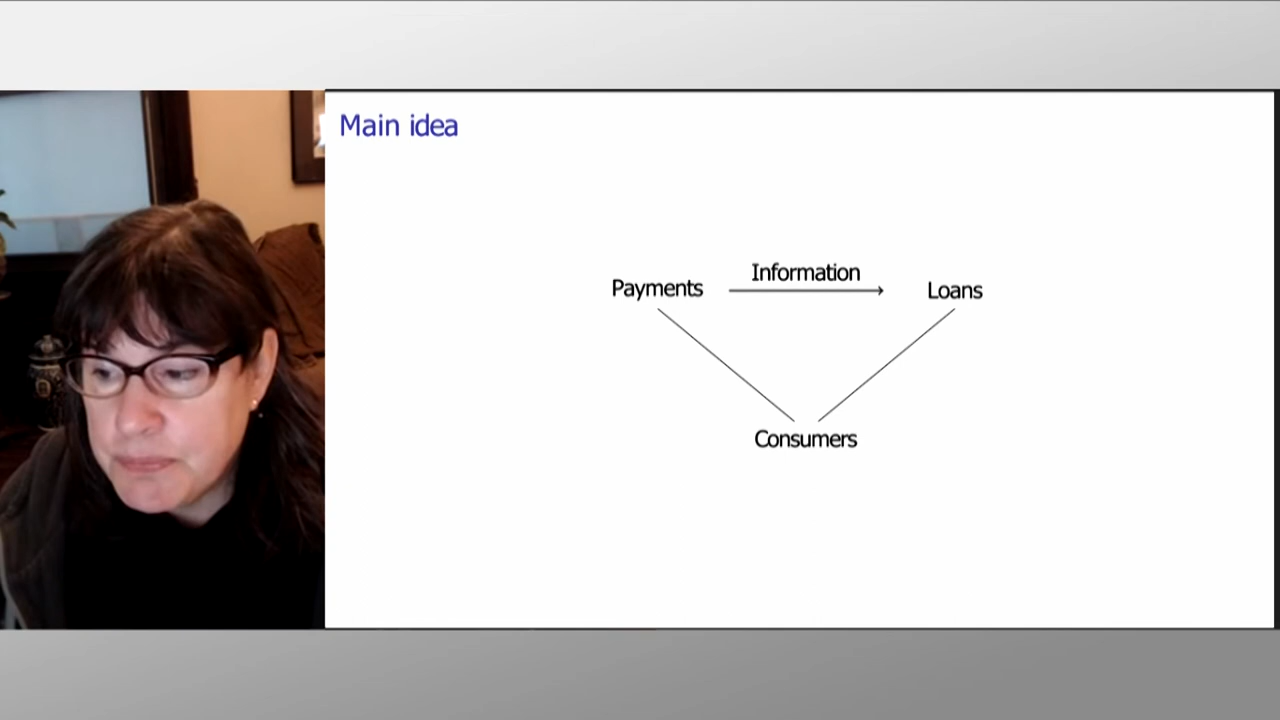 Main idea
Information
Payments
Loans
Consumers